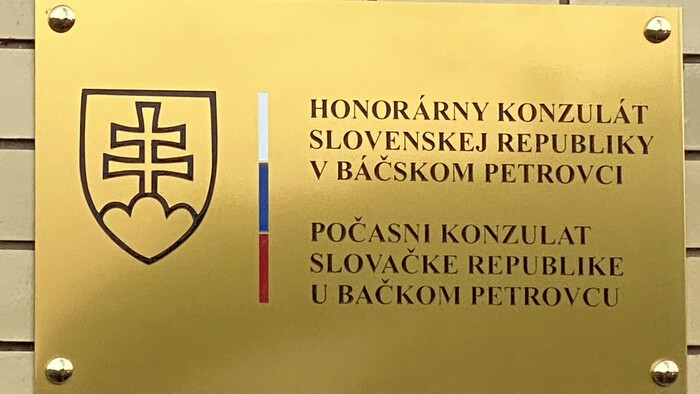 HONORÁRNY KONZULÁT
SLOVENSKEJ REPUBLIKY
V BÁČSKOM PETROVCI
POČASNI KONZULAT
SLOVAČKE REPUBLIKE
U BAČKOM PETROVCU